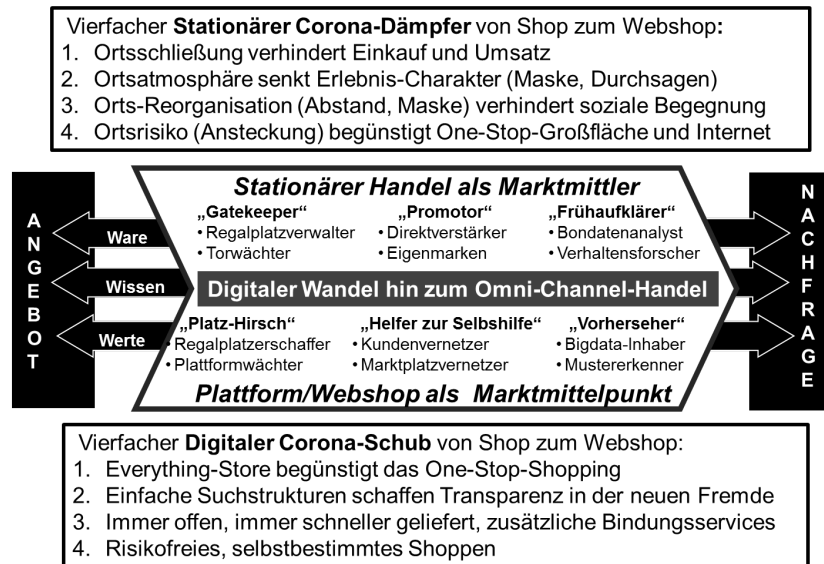 Vierfacher Stationärer Corona-Dämpfer von Shop zum Webshop:
1. Ortsschließung verhindert Einkauf und Umsatz
2. Ortsatmosphäre senkt Erlebnis-Charakter (Maske, Durchsagen)
3. Orts-Reorganisation (Abstand, Maske) verhindert soziale Begegnung
4. Ortsrisiko (Ansteckung) begünstigt One-Stop-Großfläche und Internet
ANGEBOT
Ware
Wissen
Werte
Stationärer Handel als Marktmittler
„Gatekeeper“
• Regalplatzverwalter
• Torwächter
„Promotor“
• Direktverstärker
• Eigenmarken
„Frühaufklärer“
• Bondatenanalyst
• Verhaltensforscher
Digitaler Wandel hin zum Omni-Channel-Handel
„Platz-Hirsch“
• Regalplatzerschaffer
• Plattformwächter
„Helfer zur Selbshilfe“
• Kundenvernetzer
• Marktplatzvernetzer
„Vorherseher“
• Bigdata-Inhaber
• Mustererkenner
Plattform/Webshop als Marktmittelpunkt
NACHFRAGE
Vierfacher Digitaler Corona-Schub von Shop zum Webshop:
1. Everything-Store begünstigt das One-Stop-Shopping
2. Einfache Suchstrukturen schaffen Transparenz in der neuen Fremde
3. Immer offen, immer schneller geliefert, zusätzliche Bindungsservices
4. Risikofreies, selbstbestimmtes Shoppen